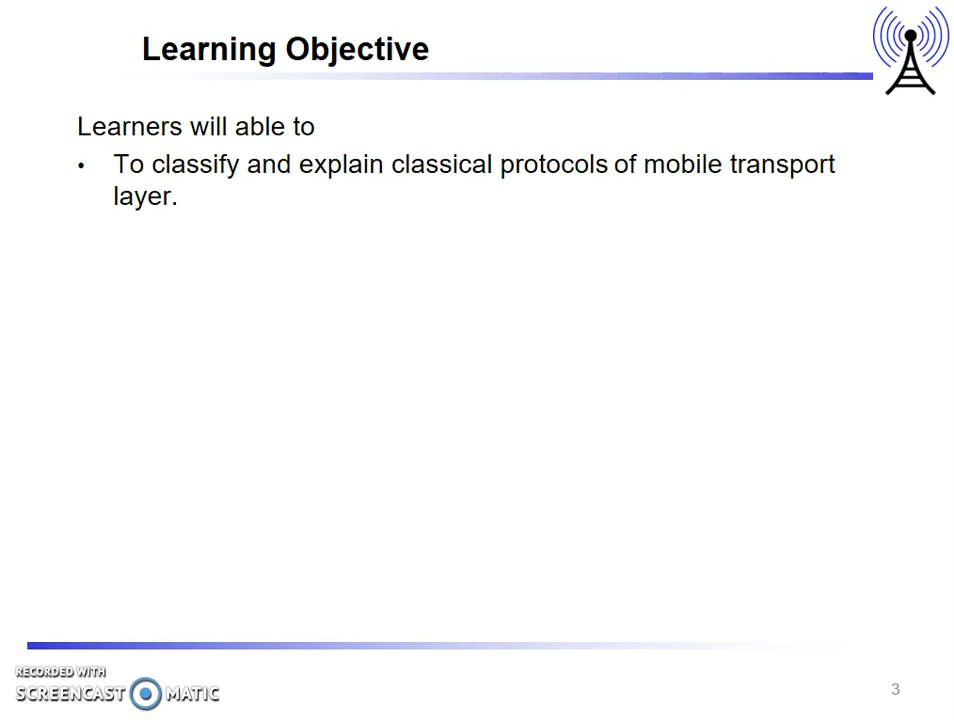 Learning Objective
Learners will able to
• To classify and explain classical protocols of mobile transport
layer.
RECORDED WITH
SCREENCAST MATIC
3